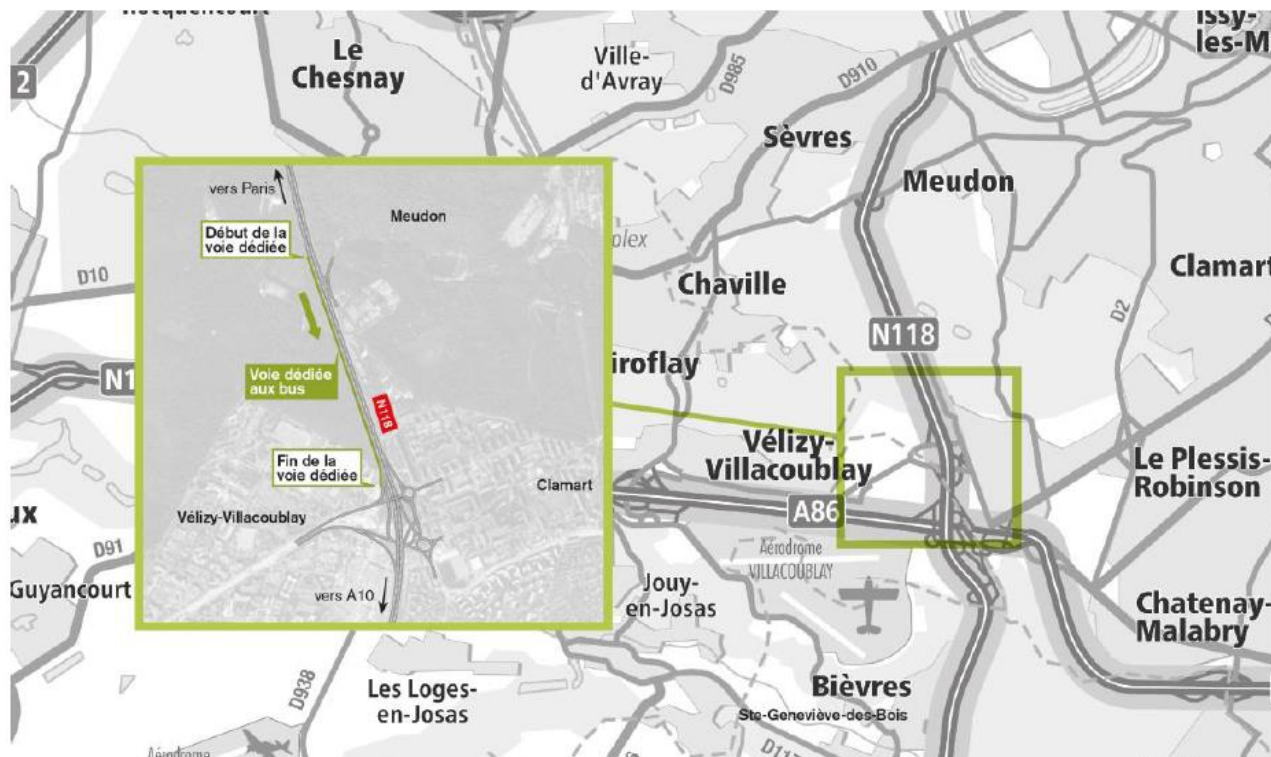 Le
Chesnay
Ville-
d'Avray
D985
D910
Issy-
les-M
2
Sèvres
Meudon
vers Paris
Meudon
Début de la
voie dédiée
D10
Chaville
Clamart
D2
N118
Voie dédiée
aux bus
N118
N1
iroflay
Fin de la
voie dédiée
Clamart
Vélizy-Villacoublay
Vélizy-
Villacoublay
Le Plessis-
Robinson
A86
ux
D91
Guyancourt
Aérodrome
VILLACOUBLAY
vers A10
Jouy-
en-Josas
Chatenay-
Malabry
D938
Les Loges-
en-Josas
Bièvres
Ste-Geneviève-des-Bois
Aérodrome